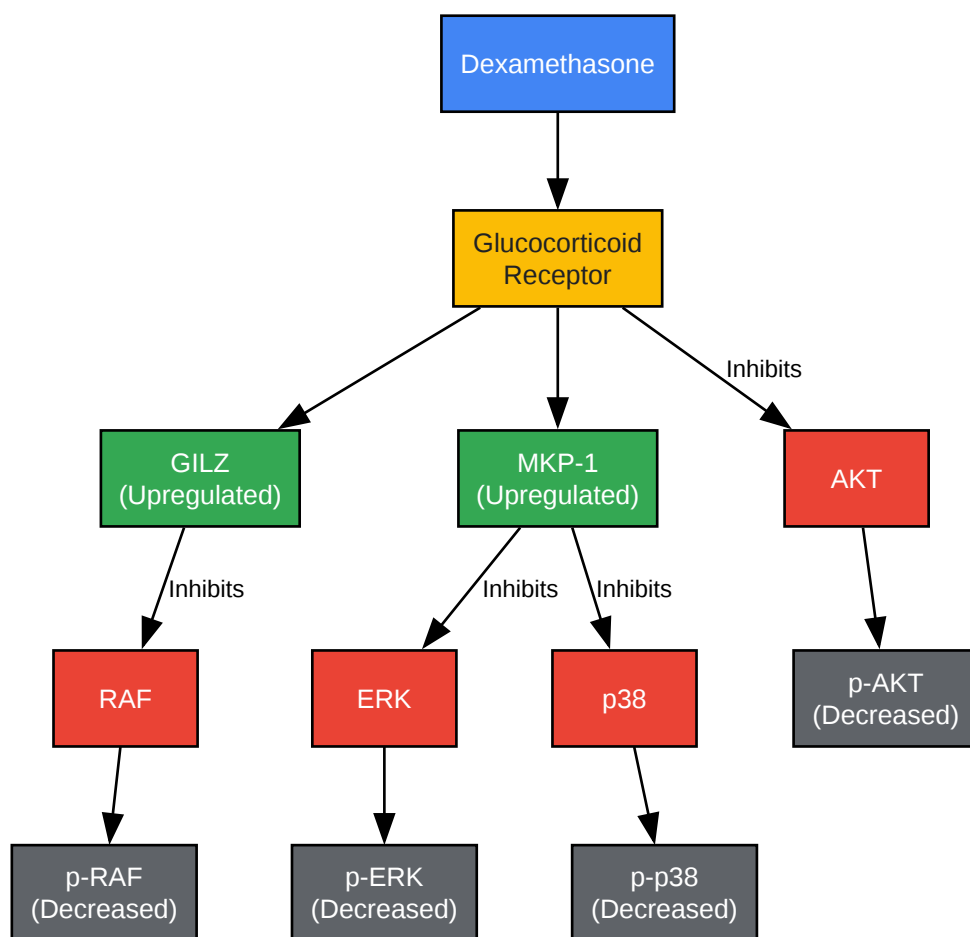 Dexamethasone
Glucocorticoid
Receptor
Inhibits
GILZ
(Upregulated)
MKP-1
(Upregulated)
AKT
Inhibits
Inhibits
Inhibits
RAF
ERK
p38
p-AKT
(Decreased)
p-RAF
(Decreased)
p-ERK
(Decreased)
p-p38
(Decreased)